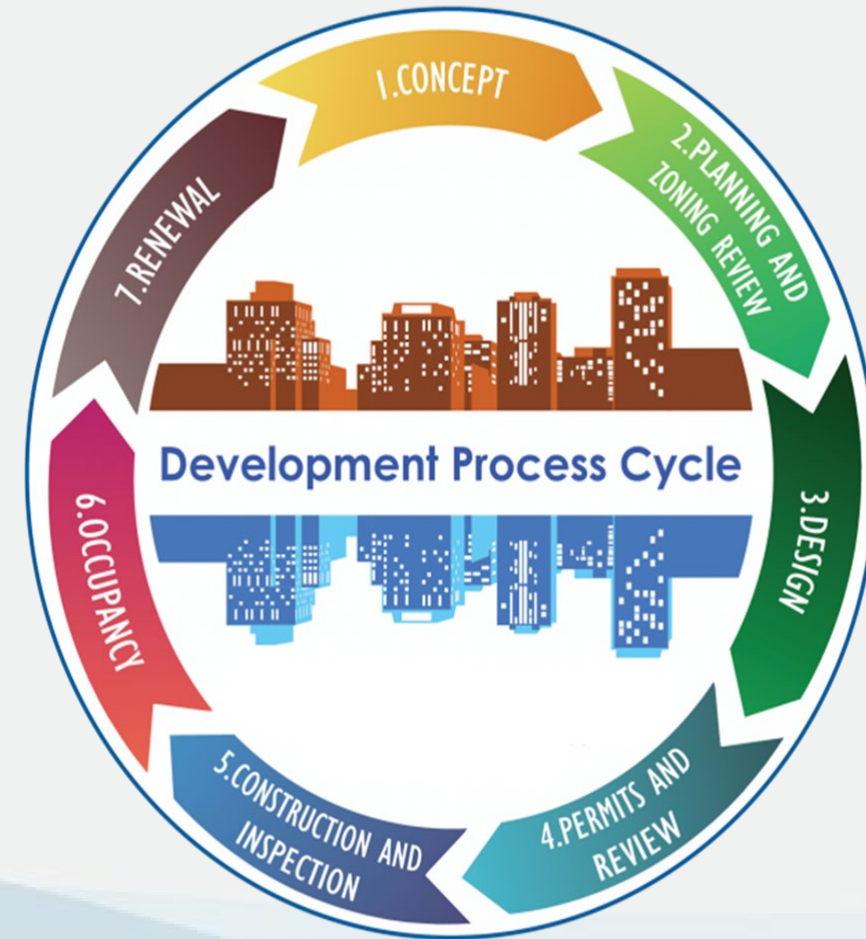 1.CONCEPT
2.PLANNING AND
ZONING REVIEW
3.DESIGN
4.PERMITS AND
REVIEW
5.CONSTRUCTION AND
INSPECTION
6.OCCUPANCY
7.RENEWAL
Development Process Cycle